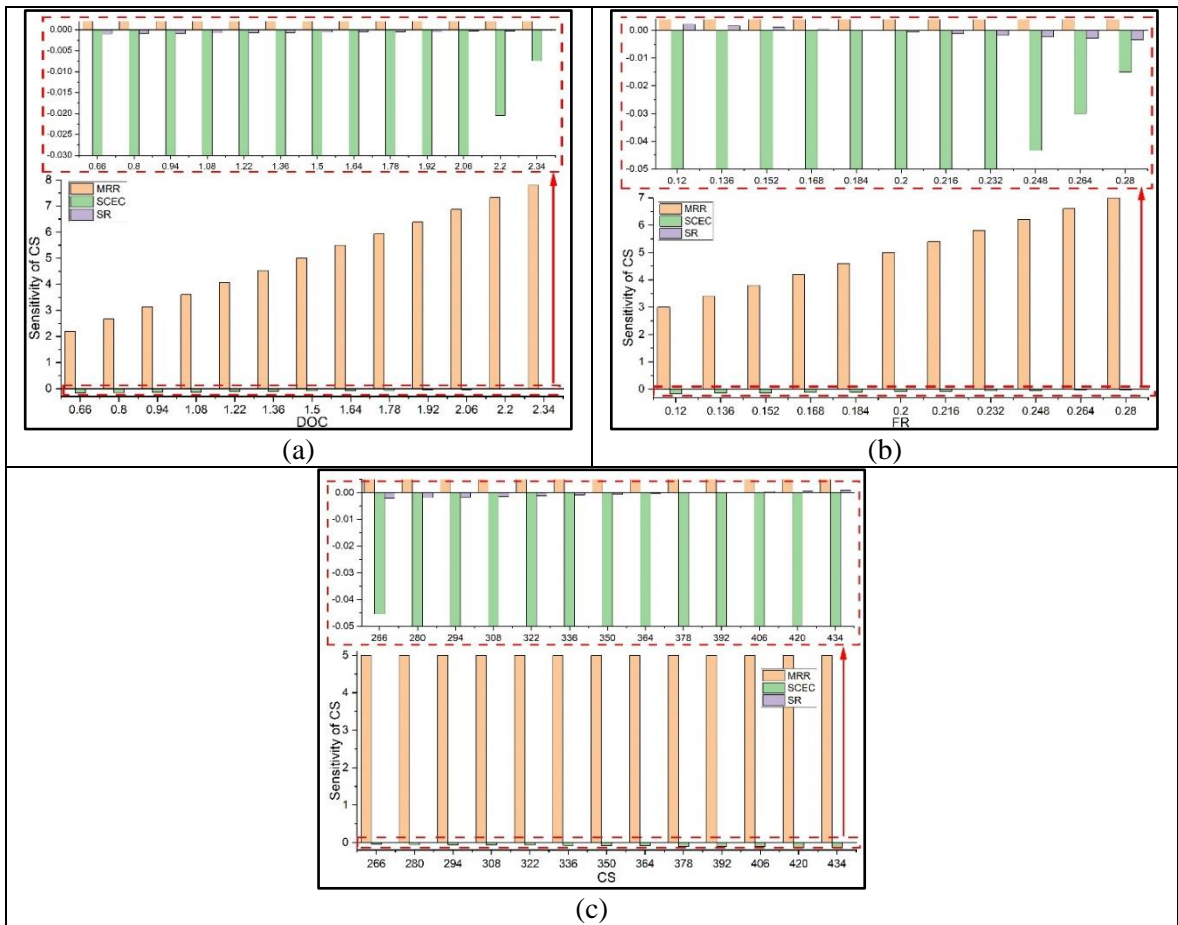 0.000
-0.005
-0.010
-0.015
-0.020
-0.025
-0.030
0.66 0.8 0.94 1.08 1.22 1.36 1.5 1.64 1.78 1.92 2.06 2.2 2.34
8
7
6
5
4
3
2
1
0
Sensitivity of CS
MRR
SCEC
SR
0.66 0.8 0.94 1.06 1.22 1.36 1.5 1.64 1.78 1.92 2.06 2.2 2.34
DOC
(a)
0.00
-0.01
-0.02
-0.03
-0.04
-0.05
0.12 0.136 0.152 0.168 0.184 0.2 0.216 0.232 0.248 0.264 0.28
7
6
5
4
3
2
1
0
Sensitivity of CS
MRR
SCEC
SR
0.12 0.136 0.152 0.168 0.184 0.2 0.216 0.232 0.248 0.264 0.28
FR
(b)
0.00
-0.01
-0.02
-0.03
-0.04
-0.05
266 280 294 308 322 336 350 364 378 392 406 420 434
5
4
3
2
1
0
Sensitivity of CS
MRR
SCEC
SR
266 280 294 308 322 336 350 364 378 392 406 420 434
CS
(c)